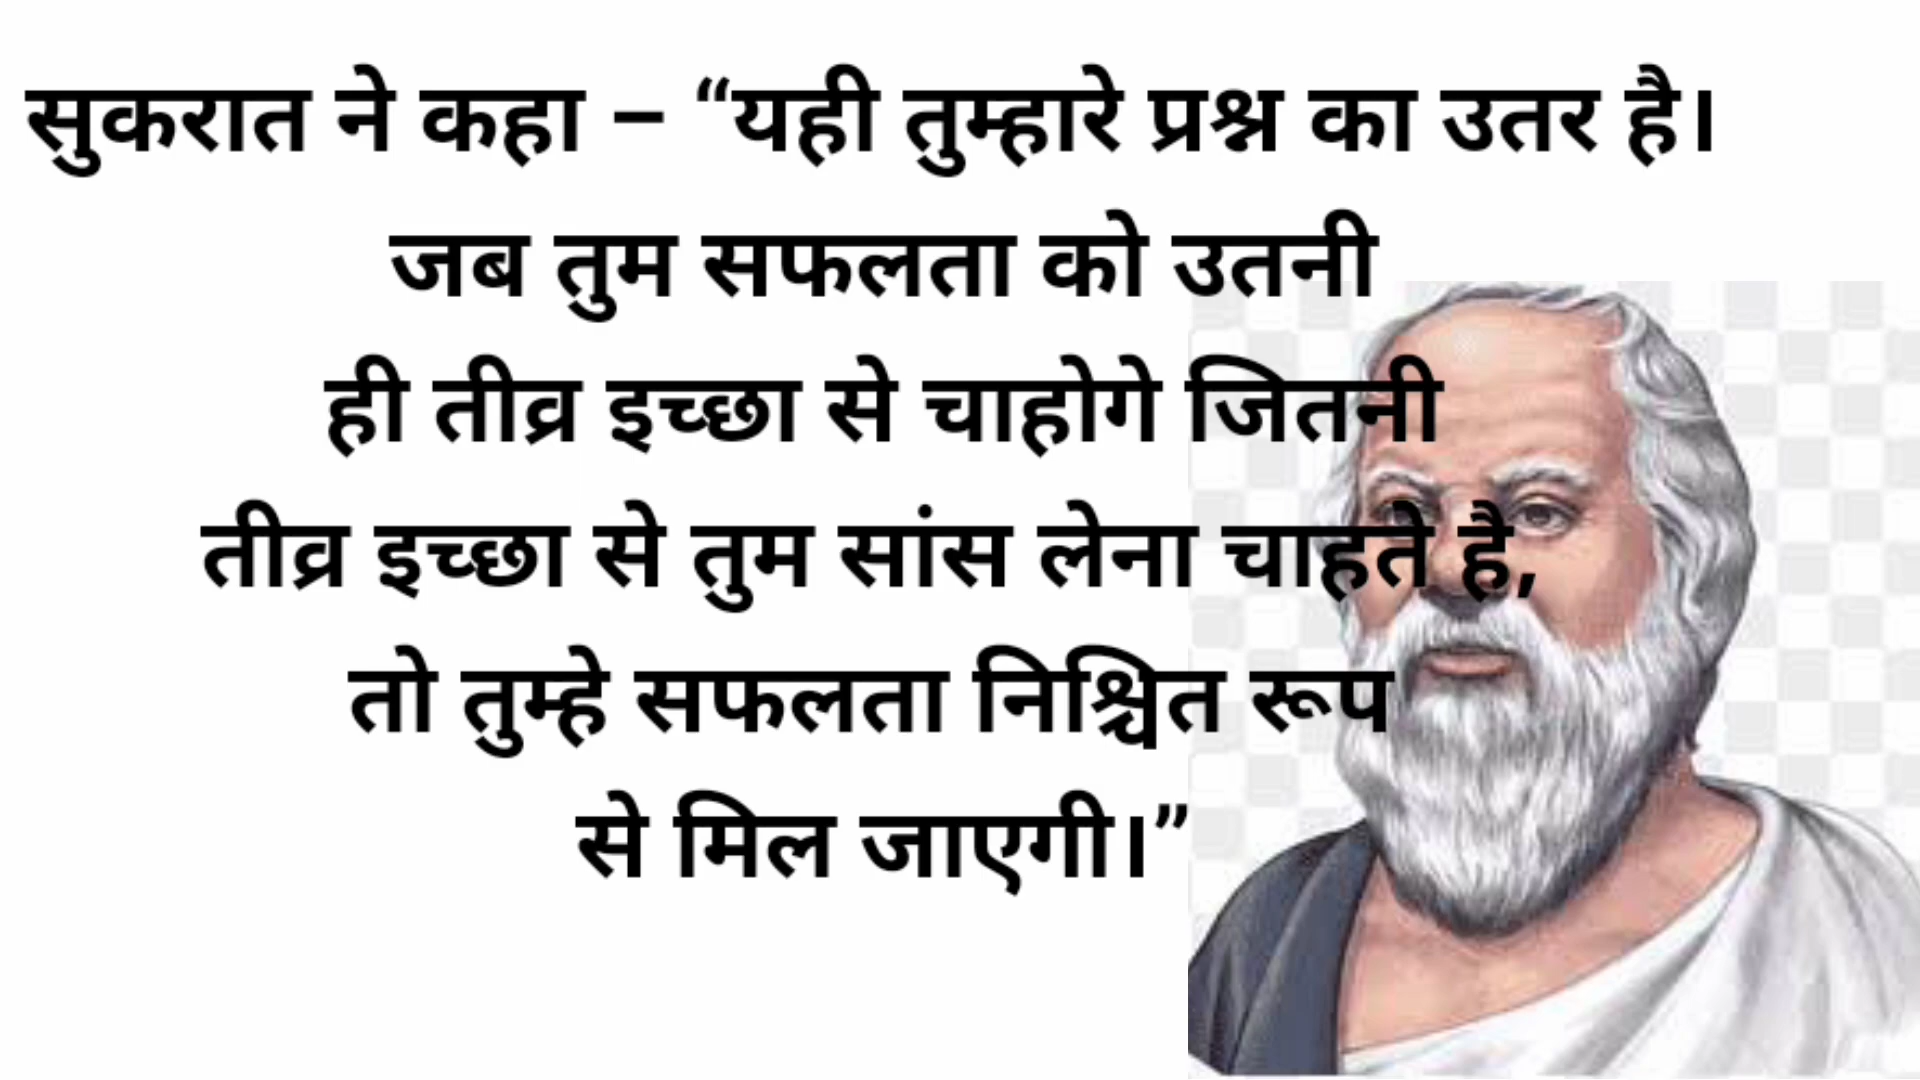 सुकरात ने कहा – “यही तुम्हारे प्रश्न का उतर है।
जब तुम सफलता को उतनी
ही तीव्र इच्छा से चाहोगे जितनी
तीव्र इच्छा से तुम सांस लेना चाहते है,
तो तुम्हे सफलता निश्चित रूप
से मिल जाएगी।”